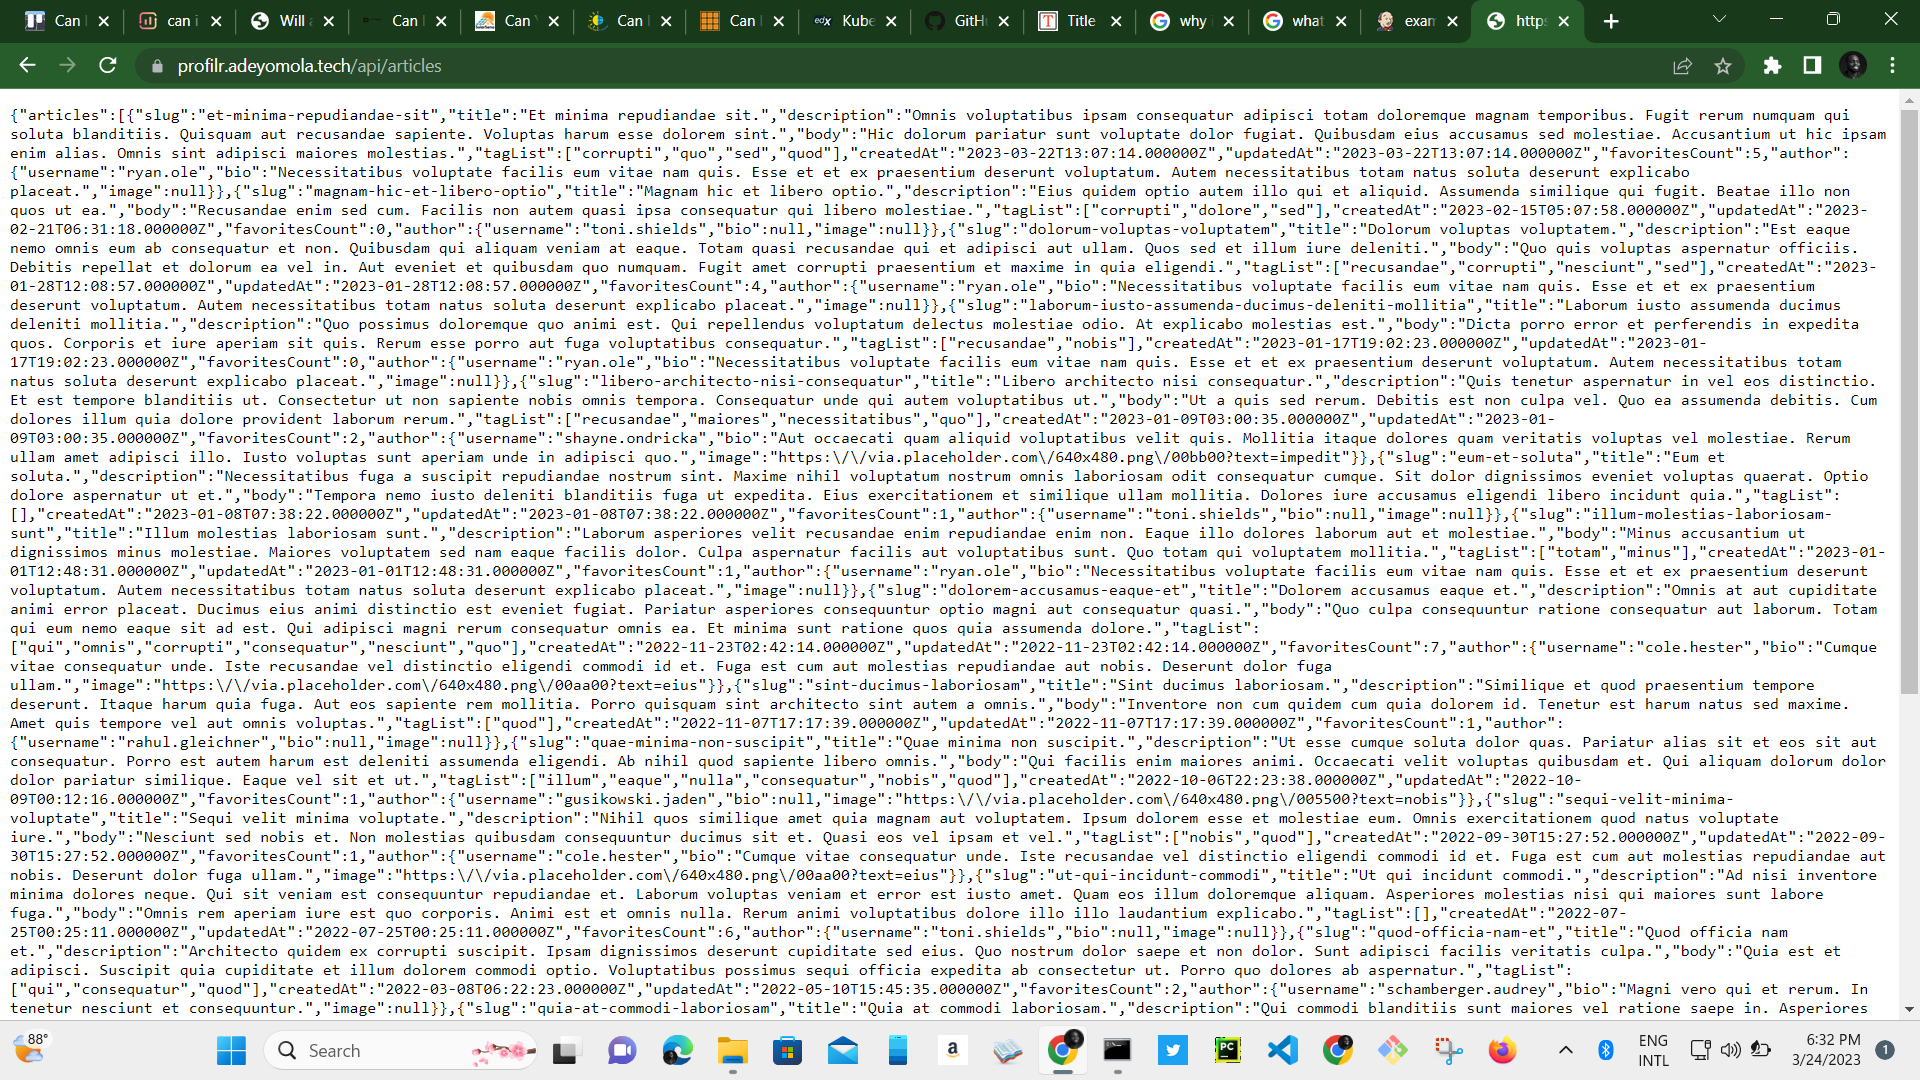 Can
can i
Will
Can
Can
Can
Can
edX Kube
GitH
T Title
why
what
exam
https
profilr.adeyomola.tech/api/articles
{"articles":[{"slug":"et-minima-repudiandae-sit","title":"Et minima repudiandae sit.","description":"Omnis voluptatibus ipsam consequatur adipisci totam doloremque magnam temporibus. Fugit rerum numquam qui
soluta blanditiis. Quisquam aut recusandae sapiente. Voluptas harum esse dolorem sint.","body":"Hic dolorum pariatur sunt voluptate dolor fugiat. Quibusdam eius accusamus sed molestiae. Accusantium ut hic ipsam
enim alias. Omnis sint adipisci maiores molestias.","tagList":["corrupti","quo","sed","quod"],"createdAt":"2023-03-22T13:07:14.000000Z","updatedAt":"2023-03-22T13:07:14.000000Z","favoritesCount":5,"author":
{"username":"ryan.ole","bio":"Necessitatibus voluptate facilis eum vitae nam quis. Esse et et ex praesentium deserunt voluptatum. Autem necessitatibus totam natus soluta deserunt explicabo
placeat.","image":null}},{"slug":"magnam-hic-et-libero-optio","title":"Magnam hic et libero optio.","description":"Eius quidem optio autem illo qui et aliquid. Assumenda similique qui fugit. Beatae illo non
quos ut ea.","body":"Recusandae enim sed cum. Facilis non autem quasi ipsa consequatur qui libero molestiae.","tagList":["corrupti","dolore","sed"],"createdAt":"2023-02-15T05:07:58.000000Z","updatedAt":"2023-
02-21T06:31:18.000000Z","favoritesCount":0,"author":{"username":"toni.shields","bio":null,"image":null}},{"slug":"dolorum-voluptas-voluptatem","title":"Dolorum voluptas voluptatem.","description":"Est eaque
nemo omnis eum ab consequatur et non. Quibusdam qui aliquam veniam at eaque. Totam quasi recusandae qui et adipisci aut ullam. Quos sed et illum iure deleniti.","body":"Quo quis voluptas aspernatur officiis.
Debitis repellat et dolorum ea vel in. Aut eveniet et quibusdam quo numquam. Fugit amet corrupti praesentium et maxime in quia eligendi.","tagList":["recusandae","corrupti","nesciunt","sed"],"createdAt":"2023-
01-28T12:08:57.000000Z","updatedAt":"2023-01-28T12:08:57.000000Z","favoritesCount":4,"author":{"username":"ryan.ole","bio":"Necessitatibus voluptate facilis eum vitae nam quis. Esse et et ex praesentium
deserunt voluptatum. Autem necessitatibus totam natus soluta deserunt explicabo placeat.","image":null}},{"slug":"laborum-iusto-assumenda-ducimus-deleniti-mollitia","title":"Laborum iusto assumenda ducimus
deleniti mollitia.","description":"Quo possimus doloremque quo animi est. Qui repellendus voluptatum delectus molestiae odio. At explicabo molestias est.","body":"Dicta porro error et perferendis in expedita
quos. Corporis et iure aperiam sit quis. Rerum esse porro aut fuga voluptatibus consequatur.","tagList":["recusandae","nobis"],"createdAt":"2023-01-17T19:02:23.000000Z","updatedAt":"2023-01-
17T19:02:23.000000Z","favoritesCount":0,"author":{"username":"ryan.ole","bio":"Necessitatibus voluptate facilis eum vitae nam quis. Esse et et ex praesentium deserunt voluptatum. Autem necessitatibus totam
natus soluta deserunt explicabo placeat.","image":null}},{"slug":"libero-architecto-nisi-consequatur","title":"Libero architecto nisi consequatur.","description":"Quis tenetur aspernatur in vel eos distinctio.
Et est tempore blanditiis ut. Consectetur ut non sapiente nobis omnis tempora. Consequatur unde qui autem voluptatibus ut.","body":"Ut a quis sed rerum. Debitis est non culpa vel. Quo ea assumenda debitis. Cum
dolores illum quia dolore provident laborum rerum.","tagList":["recusandae","maiores","necessitatibus","quo"],"createdAt":"2023-01-09T03:00:35.000000Z","updatedAt":"2023-01-
09T03:00:35.000000Z","favoritesCount":2,"author":{"username":"shayne.ondricka","bio":"Aut occaecati quam aliquid voluptatibus velit quis. Mollitia itaque dolores quam veritatis voluptas vel molestiae. Rerum
ullam amet adipisci illo. Iusto voluptas sunt aperiam unde in adipisci quo.","image":"https:\/\/via.placeholder.com\/640x480.png\/00bb00?text=impedit"}},{"slug":"eum-et-soluta","title":"Eum et
soluta.","description":"Necessitatibus fuga a suscipit repudiandae nostrum sint. Maxime nihil voluptatum nostrum omnis laboriosam odit consequatur cumque. Sit dolor dignissimos eveniet voluptas quaerat. Optio
dolore aspernatur ut et.","body":"Tempora nemo iusto deleniti blanditiis fuga ut expedita. Eius exercitationem et similique ullam mollitia. Dolores iure accusamus eligendi libero incidunt quia.","tagList":
[],"createdAt":"2023-01-08T07:38:22.000000Z","updatedAt":"2023-01-08T07:38:22.000000Z","favoritesCount":1,"author":{"username":"toni.shields","bio":null,"image":null}},{"slug":"illum-molestias-laboriosam-
sunt","title":"Illum molestias laboriosam sunt.","description":"Laborum asperiores velit recusandae enim repudiandae enim non. Eaque illo dolores laborum aut et molestiae.","body":"Minus accusantium ut
dignissimos minus molestiae. Maiores voluptatem sed nam eaque facilis dolor. Culpa aspernatur facilis aut voluptatibus sunt. Quo totam qui voluptatem mollitia.","tagList":["totam","minus"],"createdAt":"2023-01-
01T12:48:31.000000Z","updatedAt":"2023-01-01T12:48:31.000000Z","favoritesCount":1,"author":{"username":"ryan.ole","bio":"Necessitatibus voluptate facilis eum vitae nam quis. Esse et et ex praesentium deserunt
voluptatum. Autem necessitatibus totam natus soluta deserunt explicabo placeat.","image":null}},{"slug":"dolorem-accusamus-eaque-et","title":"Dolorem accusamus eaque et.","description":"Omnis at aut cupiditate
animi error placeat. Ducimus eius animi distinctio est eveniet fugiat. Pariatur asperiores consequuntur optio magni aut consequatur quasi.","body":"Quo culpa consequuntur ratione consequatur aut laborum. Totam
qui eum nemo eaque sit ad est. Qui adipisci magni rerum consequatur omnis ea. Et minima sunt ratione quos quia assumenda dolore.","tagList":
["qui","omnis","corrupti","consequatur","nesciunt","quo"],"createdAt":"2022-11-23T02:42:14.000000Z","updatedAt":"2022-11-23T02:42:14.000000Z","favoritesCount":7,"author":{"username":"cole.hester","bio":"Cumque
vitae consequatur unde. Iste recusandae vel distinctio eligendi commodi id et. Fuga est cum aut molestias repudiandae aut nobis. Deserunt dolor fuga
ullam.","image":"https:\/\/via.placeholder.com\/640x480.png\/00aa00?text=eius"}},{"slug":"sint-ducimus-laboriosam","title":"Sint ducimus laboriosam.","description":"Similique et quod praesentium tempore
deserunt. Itaque harum quia fuga. Aut eos sapiente rem mollitia. Porro quisquam sint architecto sint autem a omnis.","body":"Inventore non cum quidem cum quia dolorem id. Tenetur est harum natus sed maxime.
Amet quis tempore vel aut omnis voluptas.","tagList":["quod"],"createdAt":"2022-11-07T17:17:39.000000Z","updatedAt":"2022-11-07T17:17:39.000000Z","favoritesCount":1,"author":
{"username":"rahul.gleichner","bio":null,"image":null}},{"slug":"quae-minima-non-suscipit","title":"Quae minima non suscipit.","description":"Ut esse cumque soluta dolor quas. Pariatur alias sit et eos sit aut
consequatur. Porro est autem harum est deleniti assumenda eligendi. Ab nihil quod sapiente libero omnis.","body":"Qui facilis enim maiores animi. Occaecati velit voluptas quibusdam et. Qui aliquam dolorum dolor
dolor pariatur similique. Eaque vel sit et ut.","tagList":["illum","eaque","nulla","consequatur","nobis","quod"],"createdAt":"2022-10-06T22:23:38.000000Z","updatedAt":"2022-10-
09T00:12:16.000000Z","favoritesCount":1,"author":{"username":"gusikowski.jaden","bio":null,"image":"https:\/\/via.placeholder.com\/640x480.png\/005500?text=nobis"}},{"slug":"sequi-velit-minima-
voluptate","title":"Sequi velit minima voluptate.","description":"Nihil quos similique amet quia magnam aut voluptatem. Ipsum dolorem esse et molestiae eum. Omnis exercitationem quod natus voluptate
iure.","body":"Nesciunt sed nobis et. Non molestias quibusdam consequuntur ducimus sit et. Quasi eos vel ipsam et vel.","tagList":["nobis","quod"],"createdAt":"2022-09-30T15:27:52.000000Z","updatedAt":"2022-09-
30T15:27:52.000000Z","favoritesCount":1,"author":{"username":"cole.hester","bio":"Cumque vitae consequatur unde. Iste recusandae vel distinctio eligendi commodi id et. Fuga est cum aut molestias repudiandae aut
nobis. Deserunt dolor fuga ullam.","image":"https:\/\/via.placeholder.com\/640x480.png\/00aa00?text=eius"}},{"slug":"ut-qui-incidunt-commodi","title":"Ut qui incidunt commodi.","description":"Ad nisi inventore
minima dolores neque. Qui sit veniam est consequuntur repudiandae et. Laborum voluptas veniam et error est iusto amet. Quam eos illum doloremque aliquam. Asperiores molestias nisi qui maiores sunt labore
fuga.","body":"Omnis rem aperiam iure est quo corporis. Animi est et omnis nulla. Rerum animi voluptatibus dolore illo illo laudantium explicabo.","tagList":[],"createdAt":"2022-07-
25T00:25:11.000000Z","updatedAt":"2022-07-25T00:25:11.000000Z","favoritesCount":6,"author":{"username":"toni.shields","bio":null,"image":null}},{"slug":"quod-officia-nam-et","title":"Quod officia nam
et.","description":"Architecto quidem ex corrupti suscipit. Ipsam dignissimos deserunt cupiditate sed eius. Quo nostrum dolor saepe et non dolor. Sunt adipisci facilis veritatis culpa.","body":"Quia est et
adipisci. Suscipit quia cupiditate et illum dolorem commodi optio. Voluptatibus possimus sequi officia expedita ab consectetur ut. Porro quo dolores ab aspernatur.","tagList":
["qui","consequatur","quod"],"createdAt":"2022-03-08T06:22:23.000000Z","updatedAt":"2022-05-10T15:45:35.000000Z","favoritesCount":2,"author":{"username":"schamberger.audrey","bio":"Magni vero qui et rerum. In
tenetur nesciunt et consequuntur.","image":null}},{"slug":"quia-at-commodi-laboriosam","title":"Quia at commodi laboriosam.","description":"Qui commodi blanditiis sunt maiores vel ratione saepe in. Asperiores
88°
Search
a
PC
ENG
INTL
6:32 PM
3/24/2023
1